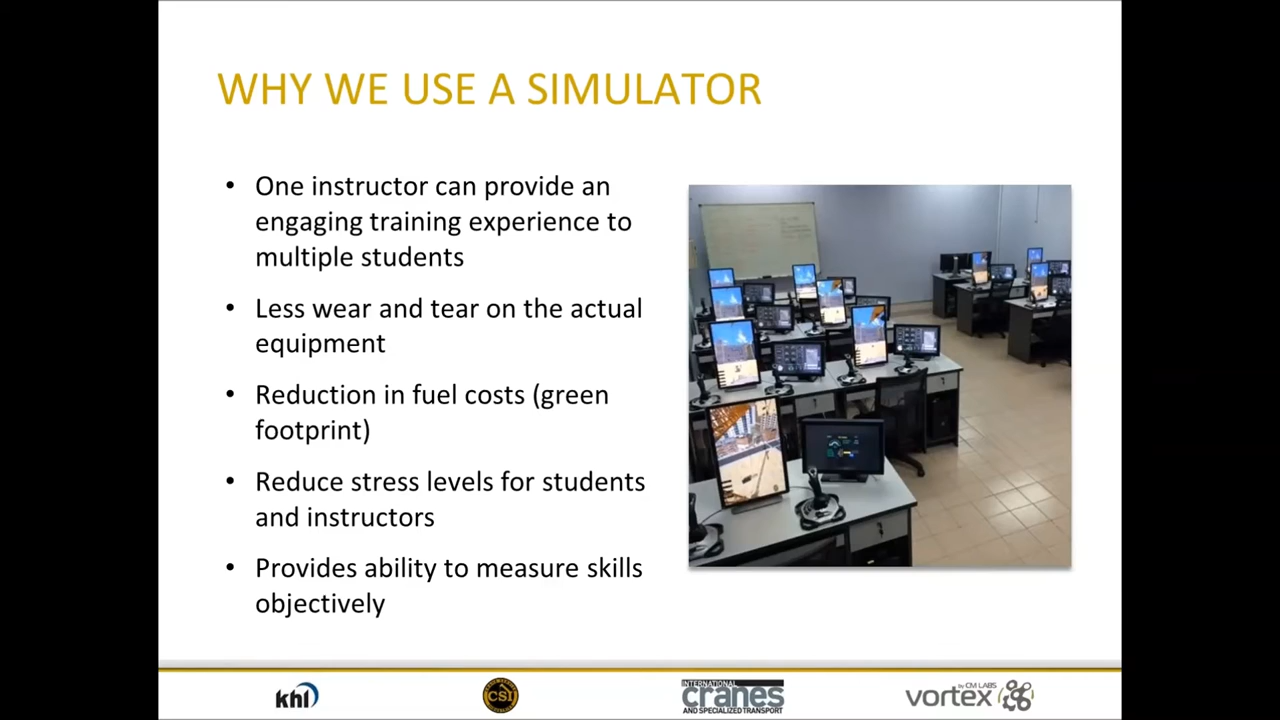 WHY WE USE A SIMULATOR
• One instructor can provide an
engaging training experience to
multiple students
• Less wear and tear on the actual
equipment
• Reduction in fuel costs (green
footprint)
• Reduce stress levels for students
and instructors
• Provides ability to measure skills
objectively
khl
CSI
INTERNATIONAL
cranes
AND SPECIALIZED TRANSPORT
by CM LABS
vortex